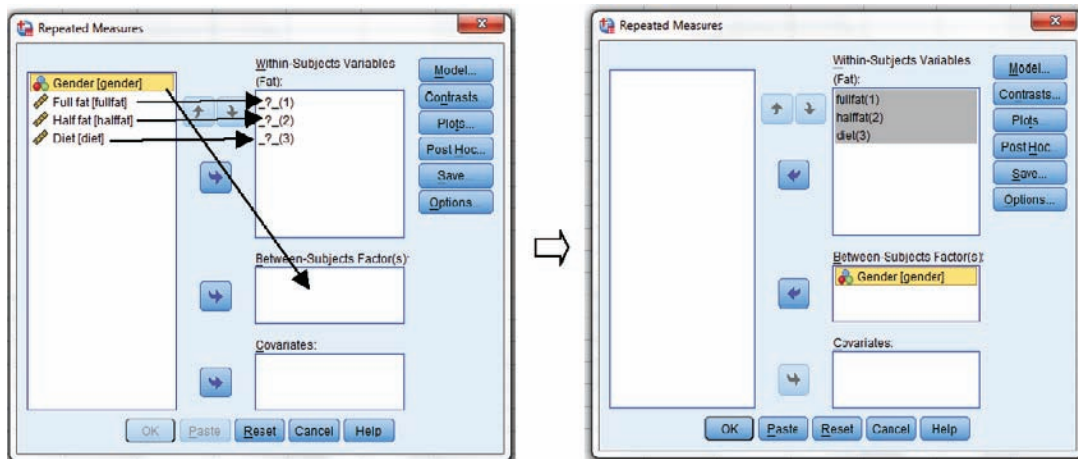 Repeated Measures
Gender [gender]
Full fat [fullfat]
Half fat [halffat]
Diet [diet]
Within-Subjects Variables
(Fat):
_?_(1)
_?_(2)
_?_(3)
Model...
Contrasts
Plots...
Post Hoc...
Save
Options
Between-Subjects Factor(s):
Covariates:
OK
Paste
Reset
Cancel
Help
Repeated Measures
Within-Subjects Variables
(Fat):
fullfat(1)
halffat(2)
diet(3)
Model...
Contrasts...
Plots
Post Hoc
Save...
Options...
Between-Subjects Factor(s):
Gender [gender]
Covariates:
OK
Paste
Reset
Cancel
Help